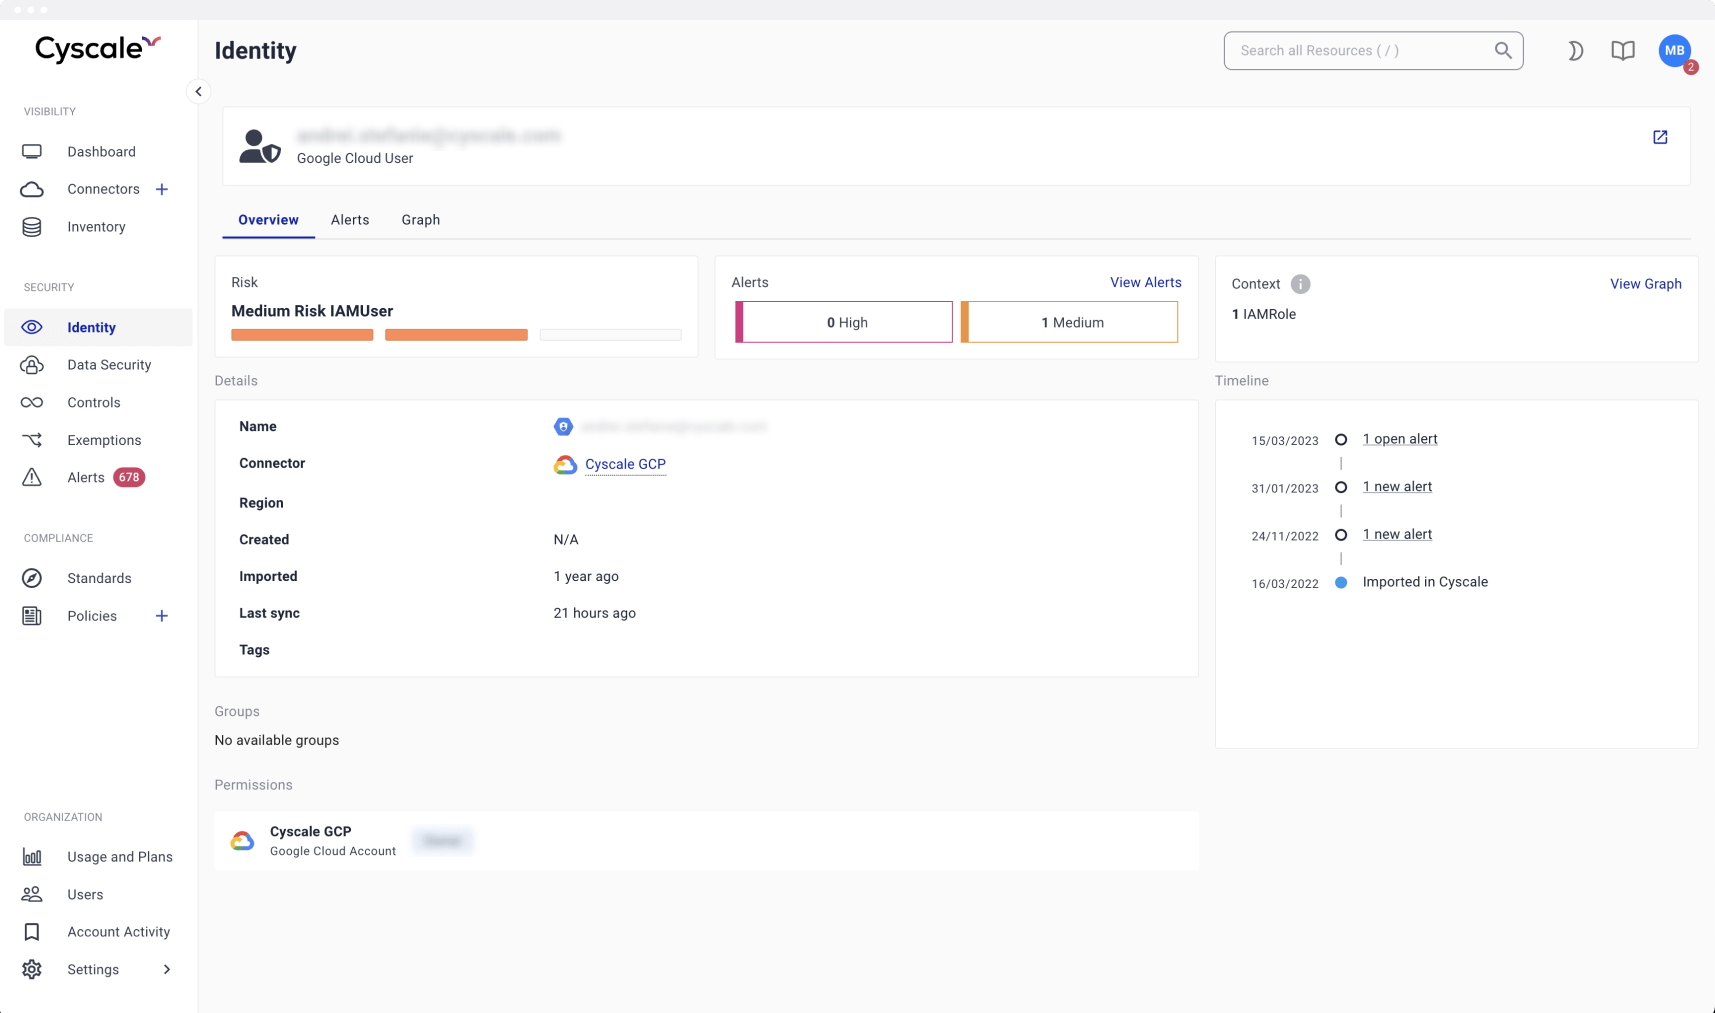 Cyscale
Identity
Search all Resources ( / )
MB
2
VISIBILITY
Dashboard
Connectors
Inventory
SECURITY
Identity
Data Security
Controls
Exemptions
Alerts 678
COMPLIANCE
Standards
Policies
ORGANIZATION
Usage and Plans
Users
Account Activity
Settings
Google Cloud User
Overview Alerts Graph
Risk
Medium Risk IAMUser
Alerts View Alerts
0 High 1 Medium
Context i View Graph
1 IAMRole
Details
Name
Connector Cyscale GCP
Region
Created N/A
Imported 1 year ago
Last sync 21 hours ago
Tags
Timeline
15/03/2023 1 open alert
31/01/2023 1 new alert
24/11/2022 1 new alert
16/03/2022 Imported in Cyscale
Groups
No available groups
Permissions
Cyscale GCP
Google Cloud Account